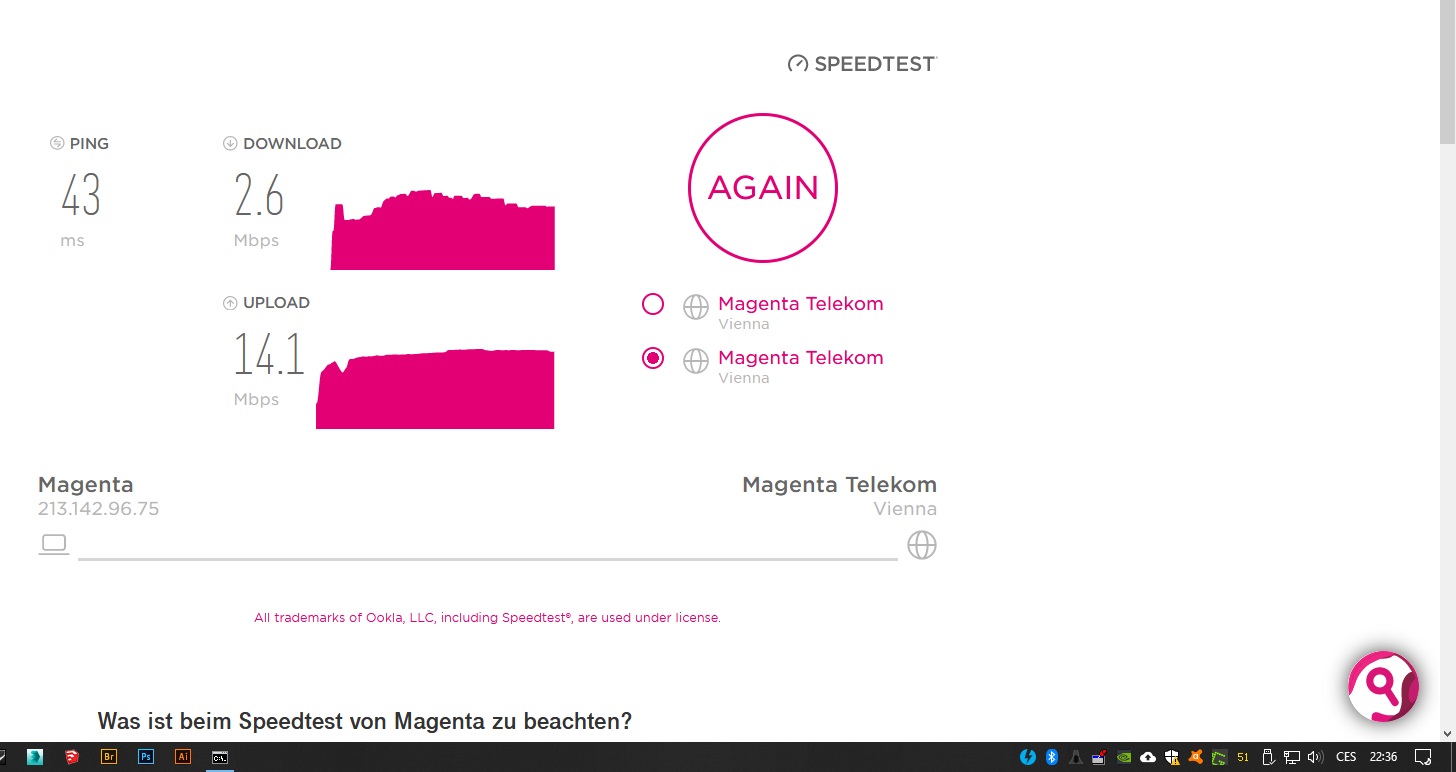 SPEEDTEST
PING
43
ms
DOWNLOAD
2.6
Mbps
AGAIN
UPLOAD
14.1
Mbps
Magenta Telekom
Vienna
Magenta Telekom
Vienna
Magenta
213.142.96.75
Magenta Telekom
Vienna
All trademarks of Ookla, LLC, including Speedtest®, are used under license.
Was ist beim Speedtest von Magenta zu beachten?
Br Ps Ai C:\. 51 CES 22:36